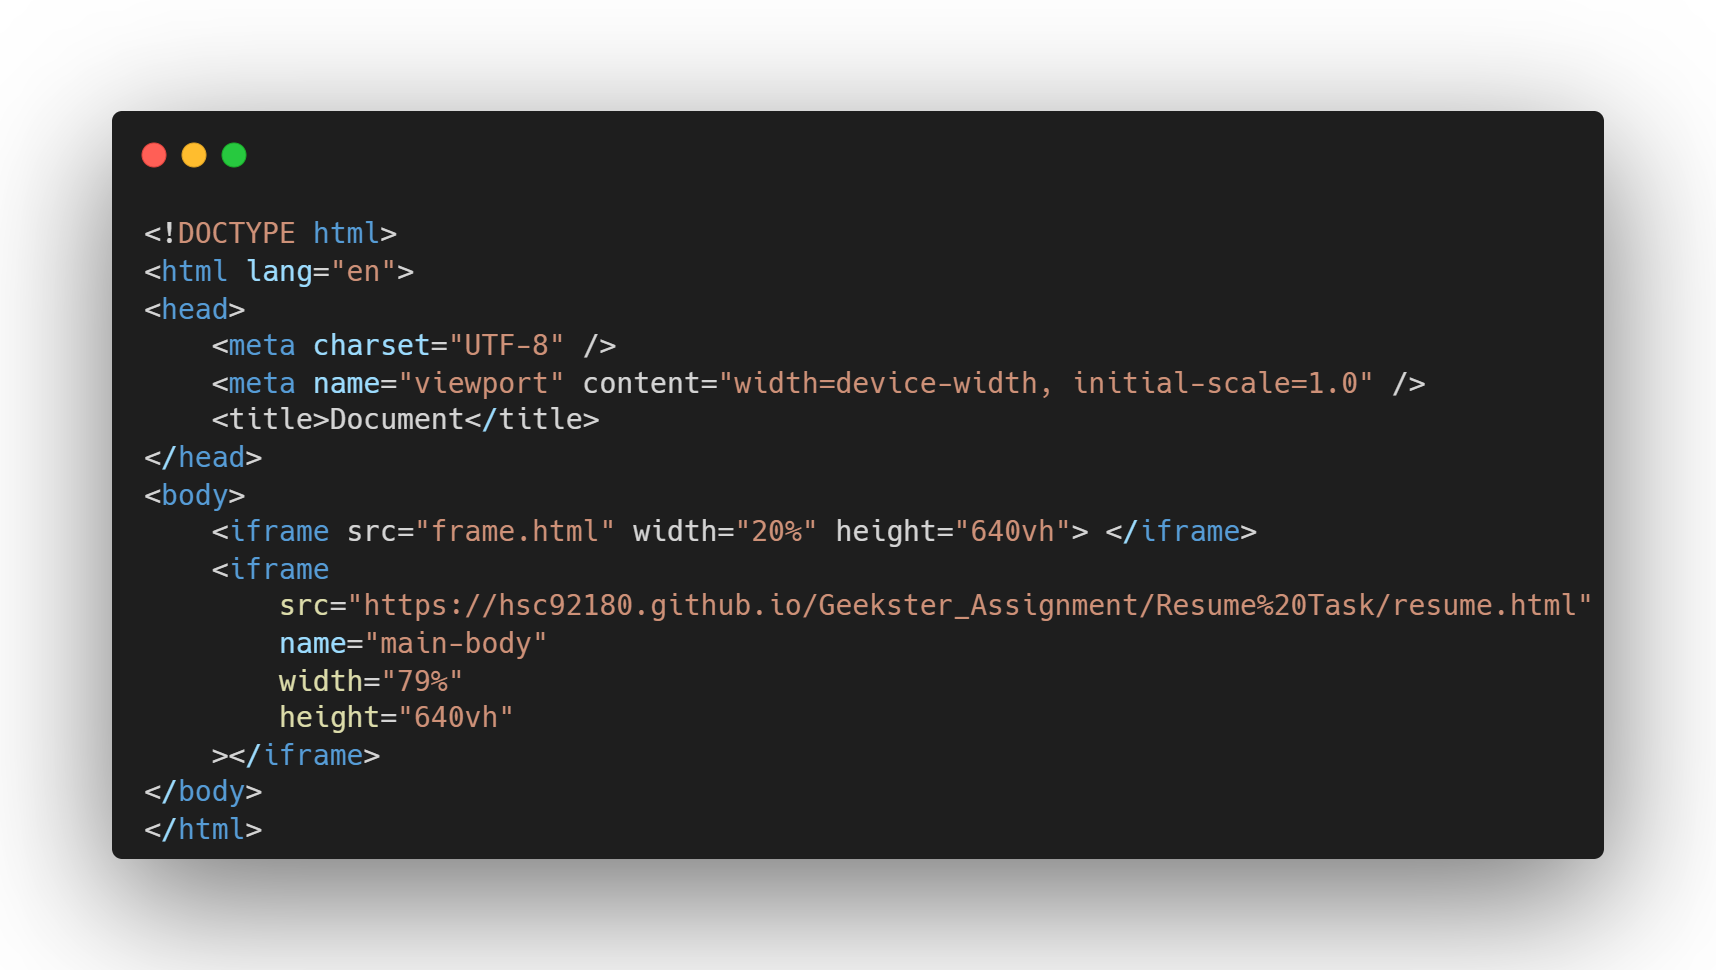 <!DOCTYPE html>
<html lang="en">
<head>
    <meta charset="UTF-8" />
    <meta name="viewport" content="width=device-width, initial-scale=1.0" />
    <title>Document</title>
</head>
<body>
    <iframe src="frame.html" width="20%" height="640vh"> </iframe>
    <iframe
        src="https://hsc92180.github.io/Geekster_Assignment/Resume%20Task/resume.html"
        name="main-body"
        width="79%"
        height="640vh"
    ></iframe>
</body>
</html>